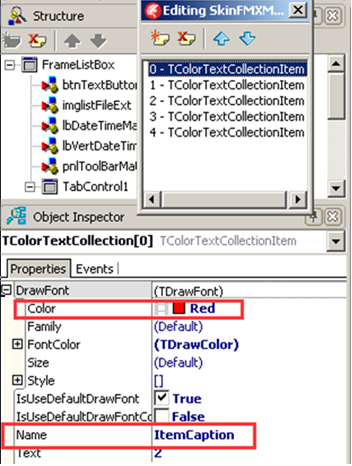 Structure
Editing SkinFMXM...
FrameListBox
btnTextButton
imglistFileExt
lbDateTimeMa
lbVertDateTime
pnlToolBarMa
TabControl1
0 - TColorTextCollectionItem
1 - TColorTextCollectionItem
2 - TColorTextCollectionItem
3 - TColorTextCollectionItem
4 - TColorTextCollectionItem
Object Inspector
TColorTextCollection[0] TColorTextCollectionItem
Properties Events
DrawFont (TDrawFont)
Color Red
Family (Default)
FontColor (TDrawColor)
Size (Default)
Style []
IsUseDefaultDrawFont True
IsUseDefaultDrawFontCo False
Name ItemCaption
Text 2